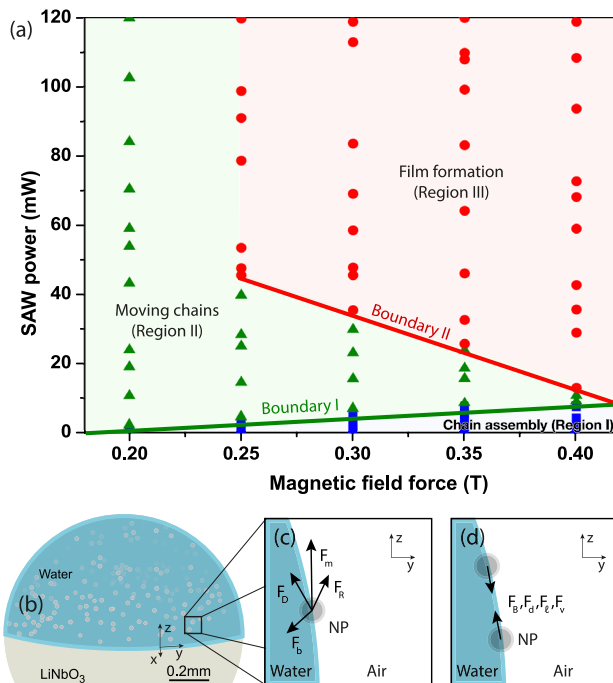 (a)
120
100
80
60
40
20
0
SAW power (mW)
Film formation
(Region III)
Moving chains
(Region II)
Boundary II
Boundary I
Chain assembly (Region I)
0.20 0.25 0.30 0.35 0.40
Magnetic field force (T)
(b)
Water
z
x y
LiNbO3
0.2mm
(c)
z
y
Fm
FD
FR
Fb
NP
Water Air
(d)
z
y
FB,Fd,Fℓ,Fv
NP
Water Air